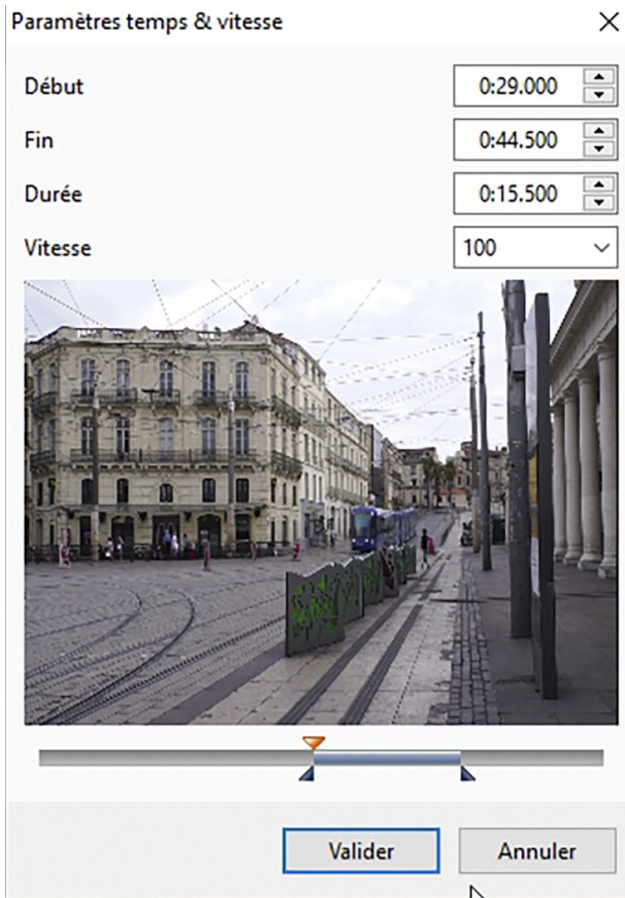 Paramètres temps & vitesse
Début 0:29.000
Fin 0:44.500
Durée 0:15.500
Vitesse 100
Valider Annuler